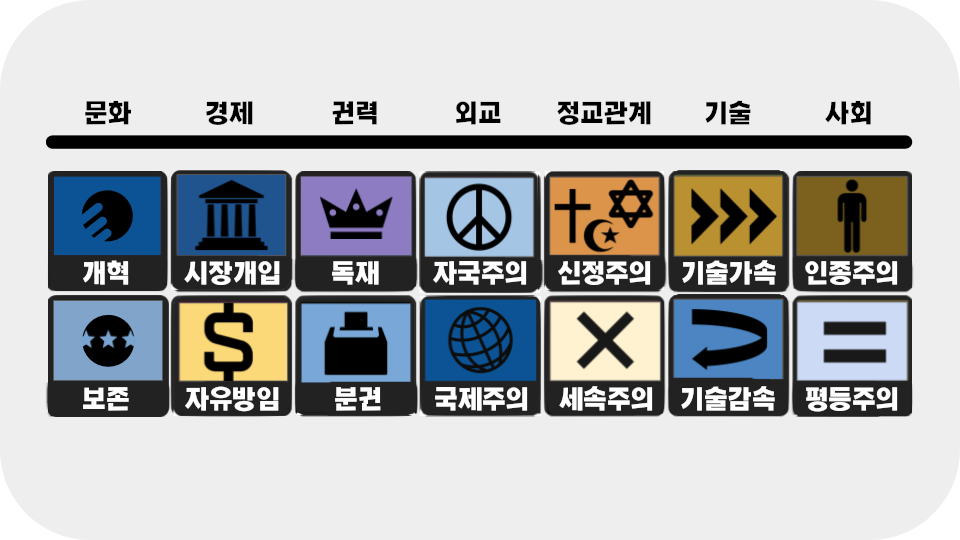 문화 경제 권력 외교 정교관계 기술 사회
개혁 시장개입 독재 자국주의 신정주의 기술가속 인종주의
보존 자유방임 분권 국제주의 세속주의 기술감속 평등주의